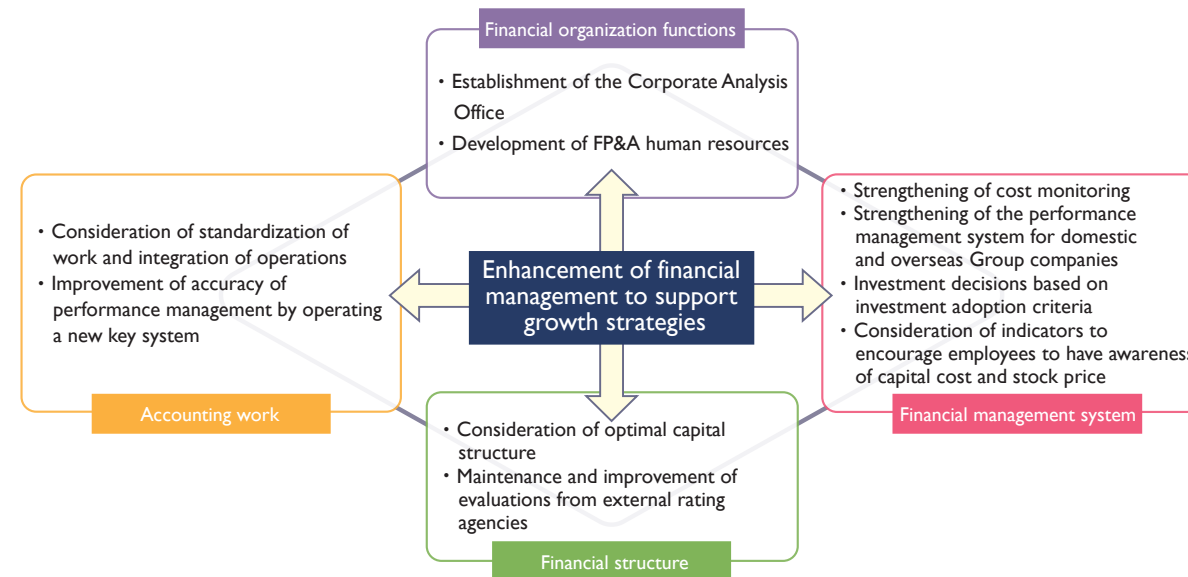 Financial organization functions
・Establishment of the Corporate Analysis
Office
・Development of FP&A human resources
・Consideration of standardization of
work and integration of operations
・Improvement of accuracy of
performance management by operating
a new key system
Accounting work
Enhancement of financial
management to support
growth strategies
・Strengthening of cost monitoring
・Strengthening of the performance
management system for domestic
and overseas Group companies
・Investment decisions based on
investment adoption criteria
・Consideration of indicators to
encourage employees to have awareness
of capital cost and stock price
Financial management system
・Consideration of optimal capital
structure
・Maintenance and improvement of
evaluations from external rating
agencies
Financial structure